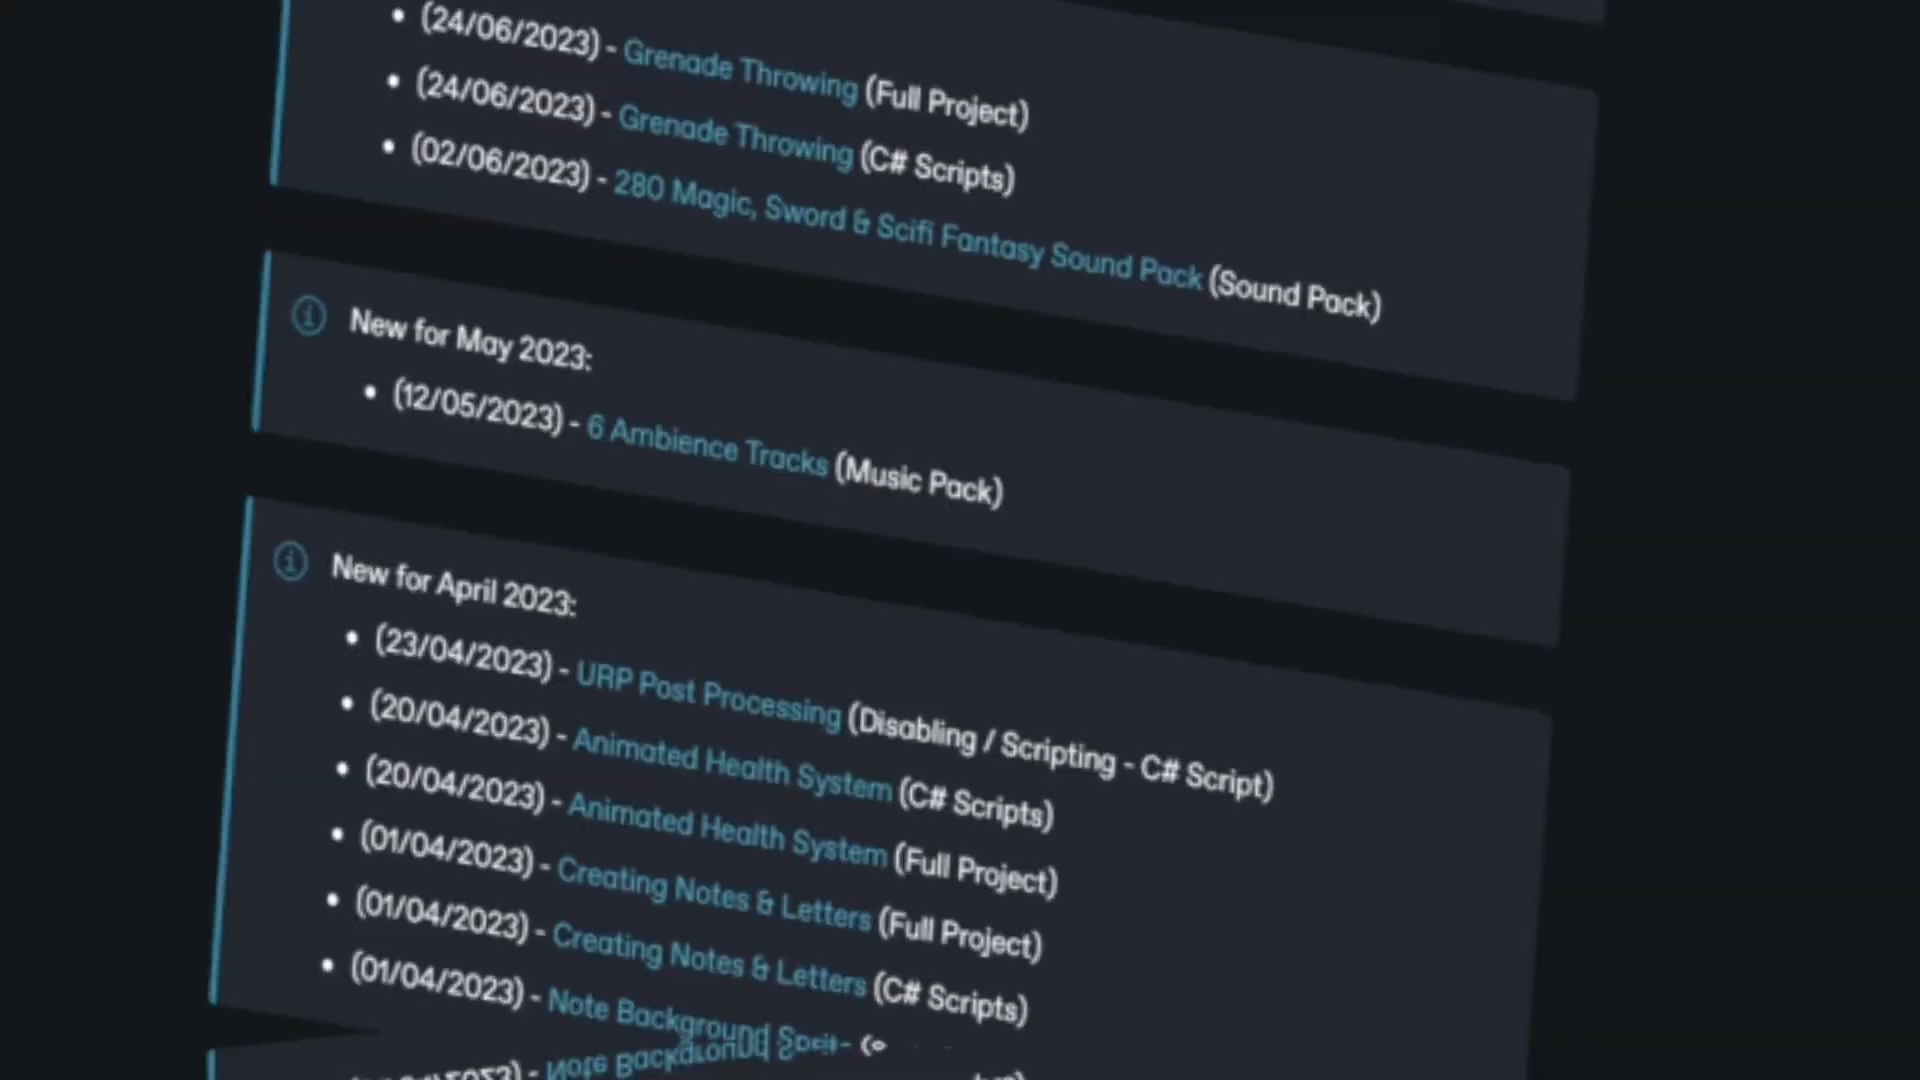 (24/06/2023) - Grenade Throwing (Full Project)
(24/06/2023) - Grenade Throwing (C# Scripts)
(02/06/2023) - 280 Magic, Sword & Scifi Fantasy Sound Pack (Sound Pack)
New for May 2023:
(12/05/2023) - 6 Ambience Tracks (Music Pack)
New for April 2023:
(23/04/2023) - URP Post Processing (Disabling / Scripting - C# Script)
(20/04/2023) - Animated Health System (C# Scripts)
(20/04/2023) - Animated Health System (Full Project)
(01/04/2023) - Creating Notes & Letters (Full Project)
(01/04/2023) - Creating Notes & Letters (C# Scripts)
(01/04/2023) - Note Background